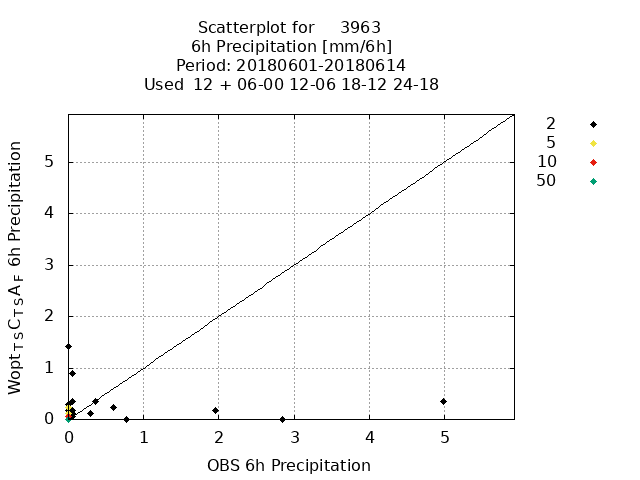 Scatterplot for 3963
6h Precipitation [mm/6h]
Period: 20180601-20180614
Used 12 + 06-00 12-06 18-12 24-18
2
5
10
50
5
4
3
2
1
0
Wopt_T_SC_T_SA_F 6h Precipitation
0 1 2 3 4 5
OBS 6h Precipitation